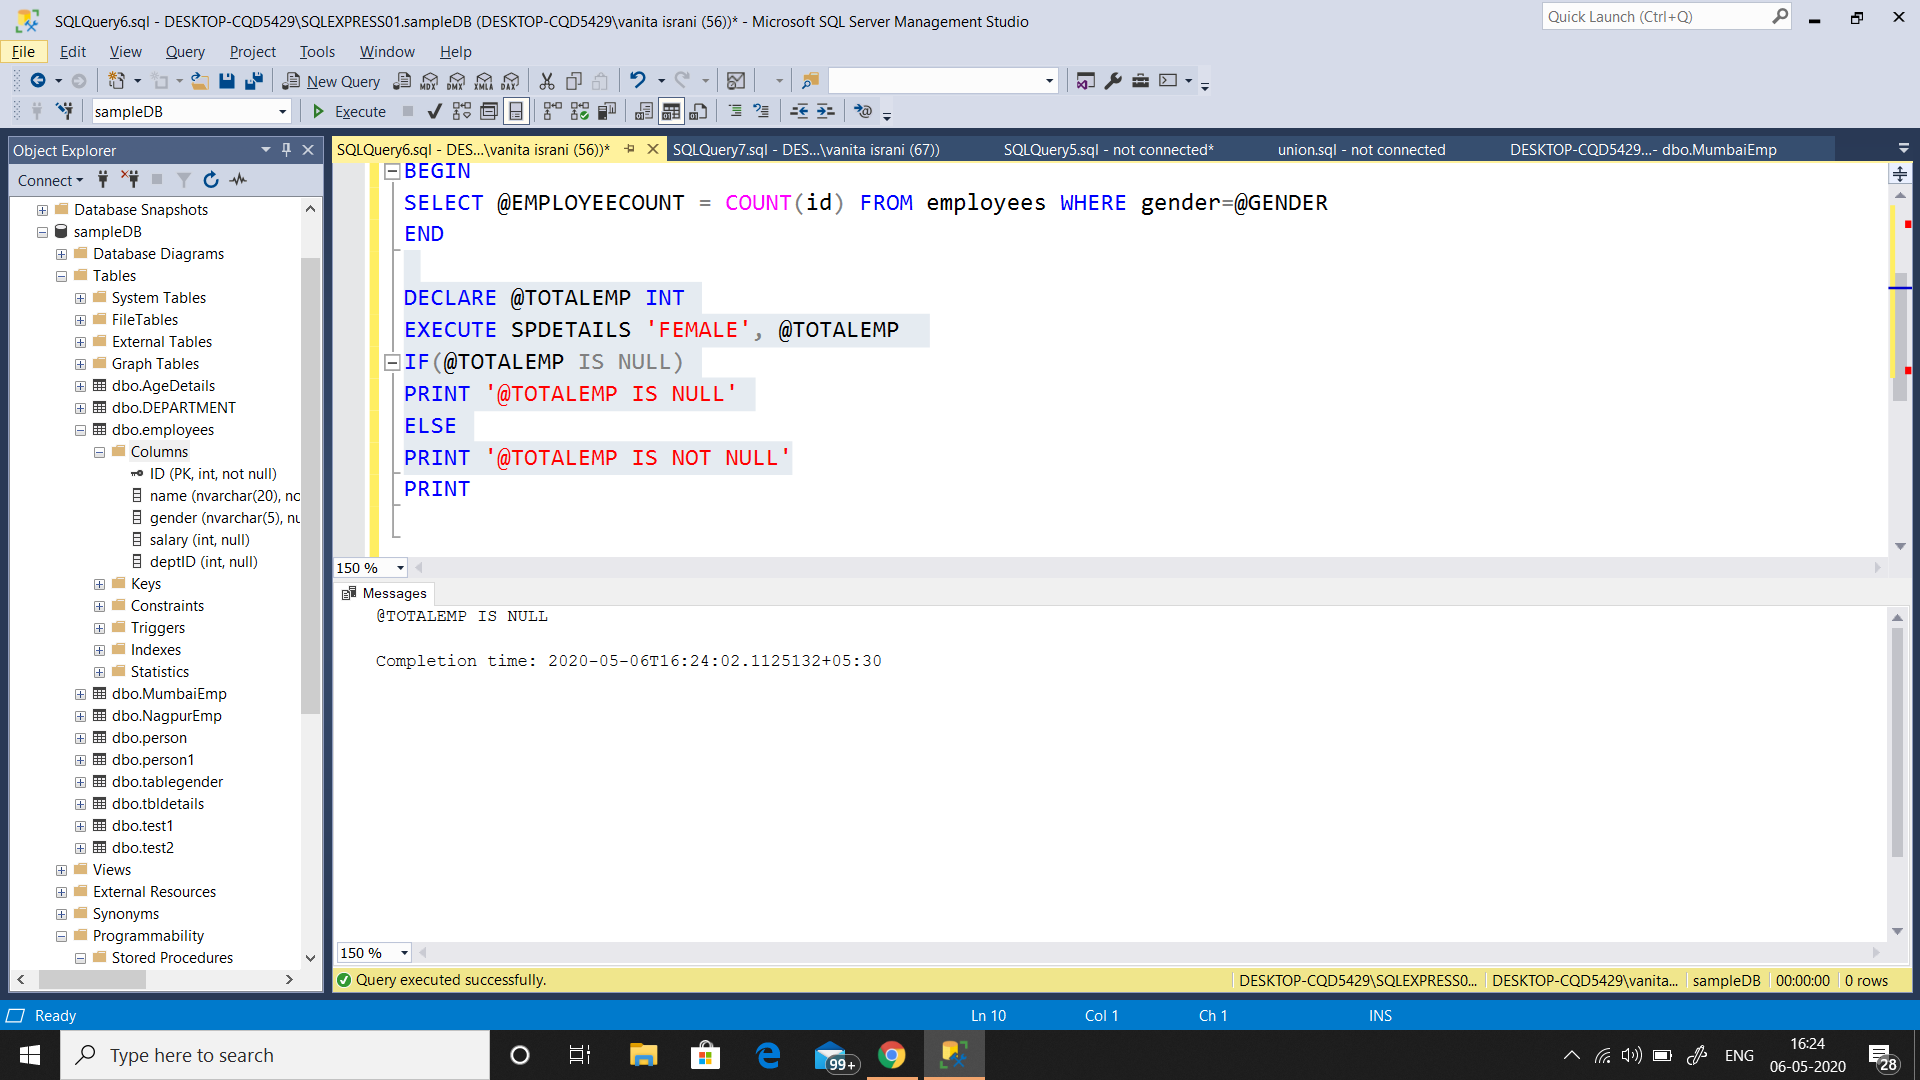 SQLQuery6.sql - DESKTOP-CQD5429\SQLEXPRESS01.sampleDB (DESKTOP-CQD5429\vanita israni (56))* - Microsoft SQL Server Management Studio
Quick Launch (Ctrl+Q)
File Edit View Query Project Tools Window Help
New Query MDX DMX XMLA DAX
sampleDB Execute
Object Explorer
Connect
Database Snapshots
sampleDB
Database Diagrams
Tables
System Tables
FileTables
External Tables
Graph Tables
dbo.AgeDetails
dbo.DEPARTMENT
dbo.employees
Columns
ID (PK, int, not null)
name (nvarchar(20), no
gender (nvarchar(5), nu
salary (int, null)
deptID (int, null)
Keys
Constraints
Triggers
Indexes
Statistics
dbo.MumbaiEmp
dbo.NagpurEmp
dbo.person
dbo.person1
dbo.tablegender
dbo.tbldetails
dbo.test1
dbo.test2
Views
External Resources
Synonyms
Programmability
Stored Procedures
SQLQuery6.sql - DES...\vanita israni (56))* SQLQuery7.sql - DES...\vanita israni (67)) SQLQuery5.sql - not connected* union.sql - not connected DESKTOP-CQD5429...- dbo.MumbaiEmp
BEGIN
SELECT @EMPLOYEECOUNT = COUNT(id) FROM employees WHERE gender=@GENDER
END
DECLARE @TOTALEMP INT
EXECUTE SPDETAILS 'FEMALE', @TOTALEMP
IF(@TOTALEMP IS NULL)
PRINT '@TOTALEMP IS NULL'
ELSE
PRINT '@TOTALEMP IS NOT NULL'
PRINT
150 %
Messages
@TOTALEMP IS NULL
Completion time: 2020-05-06T16:24:02.1125132+05:30
150 %
Query executed successfully. DESKTOP-CQD5429\SQLEXPRESS0... DESKTOP-CQD5429\vanita... sampleDB 00:00:00 0 rows
Ready Ln 10 Col 1 Ch 1 INS
Type here to search 99+ ENG 16:24
06-05-2020 28